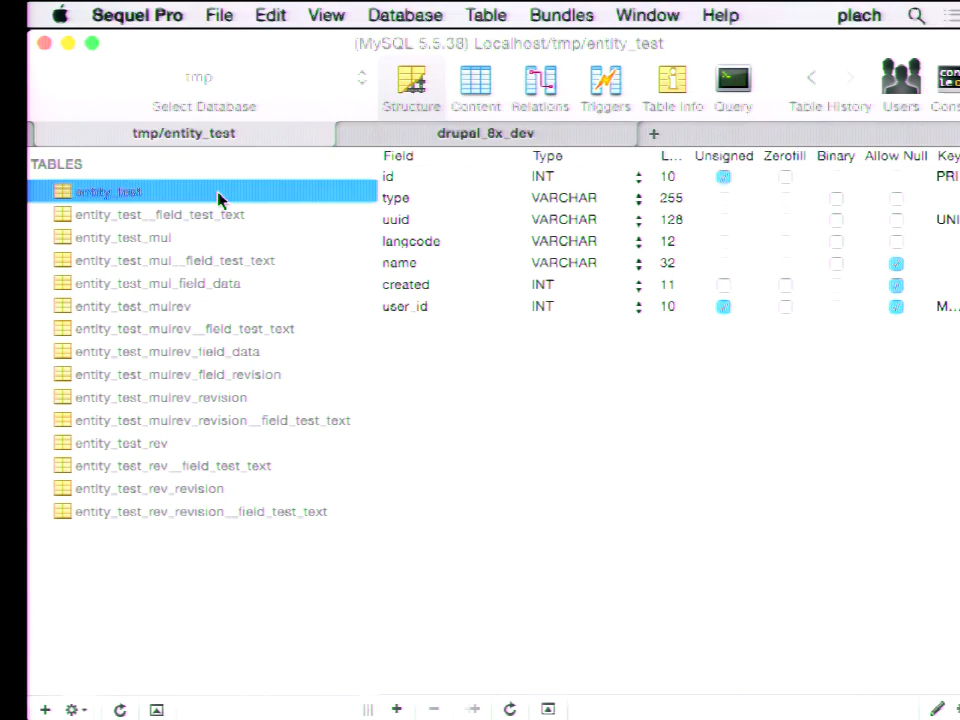 Sequel Pro File Edit View Database Table Bundles Window Help plach
(MySQL 5.5.38) Localhost/tmp/entity_test
tmp
Select Database Structure Content Relations Triggers Table Info Query Table History Users Cons
tmp/entity_test drupal_8x_dev +
TABLES
entity_test
entity_test__field_test_text
entity_test_mul
entity_test_mul__field_test_text
entity_test_mul_field_data
entity_test_mulrev
entity_test_mulrev__field_test_text
entity_test_mulrev_field_data
entity_test_mulrev_field_revision
entity_test_mulrev_revision
entity_test_mulrev_revision__field_test_text
entity_test_rev
entity_test_rev__field_test_text
entity_test_rev_revision
entity_test_rev_revision__field_test_text
Field Type L... Unsigned Zerofill Binary Allow Null Key
id INT 10 PRI
type VARCHAR 255
uuid VARCHAR 128 UNI
langcode VARCHAR 12
name VARCHAR 32
created INT 11
user_id INT 10 M...